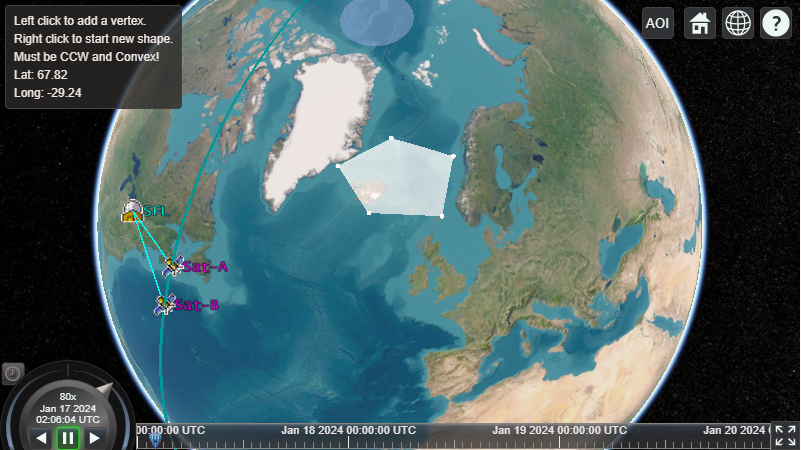 Left click to add a vertex.
Right click to start new shape.
Must be CCW and Convex!
Lat: 67.82
Long: -29.24
AOI
?
SFL
Sat-A
Sat-B
80x
Jan 17 2024
02:06:04 UTC
00:00:00 UTC
Jan 18 2024 00:00:00 UTC
Jan 19 2024 00:00:00 UTC
Jan 20 2024